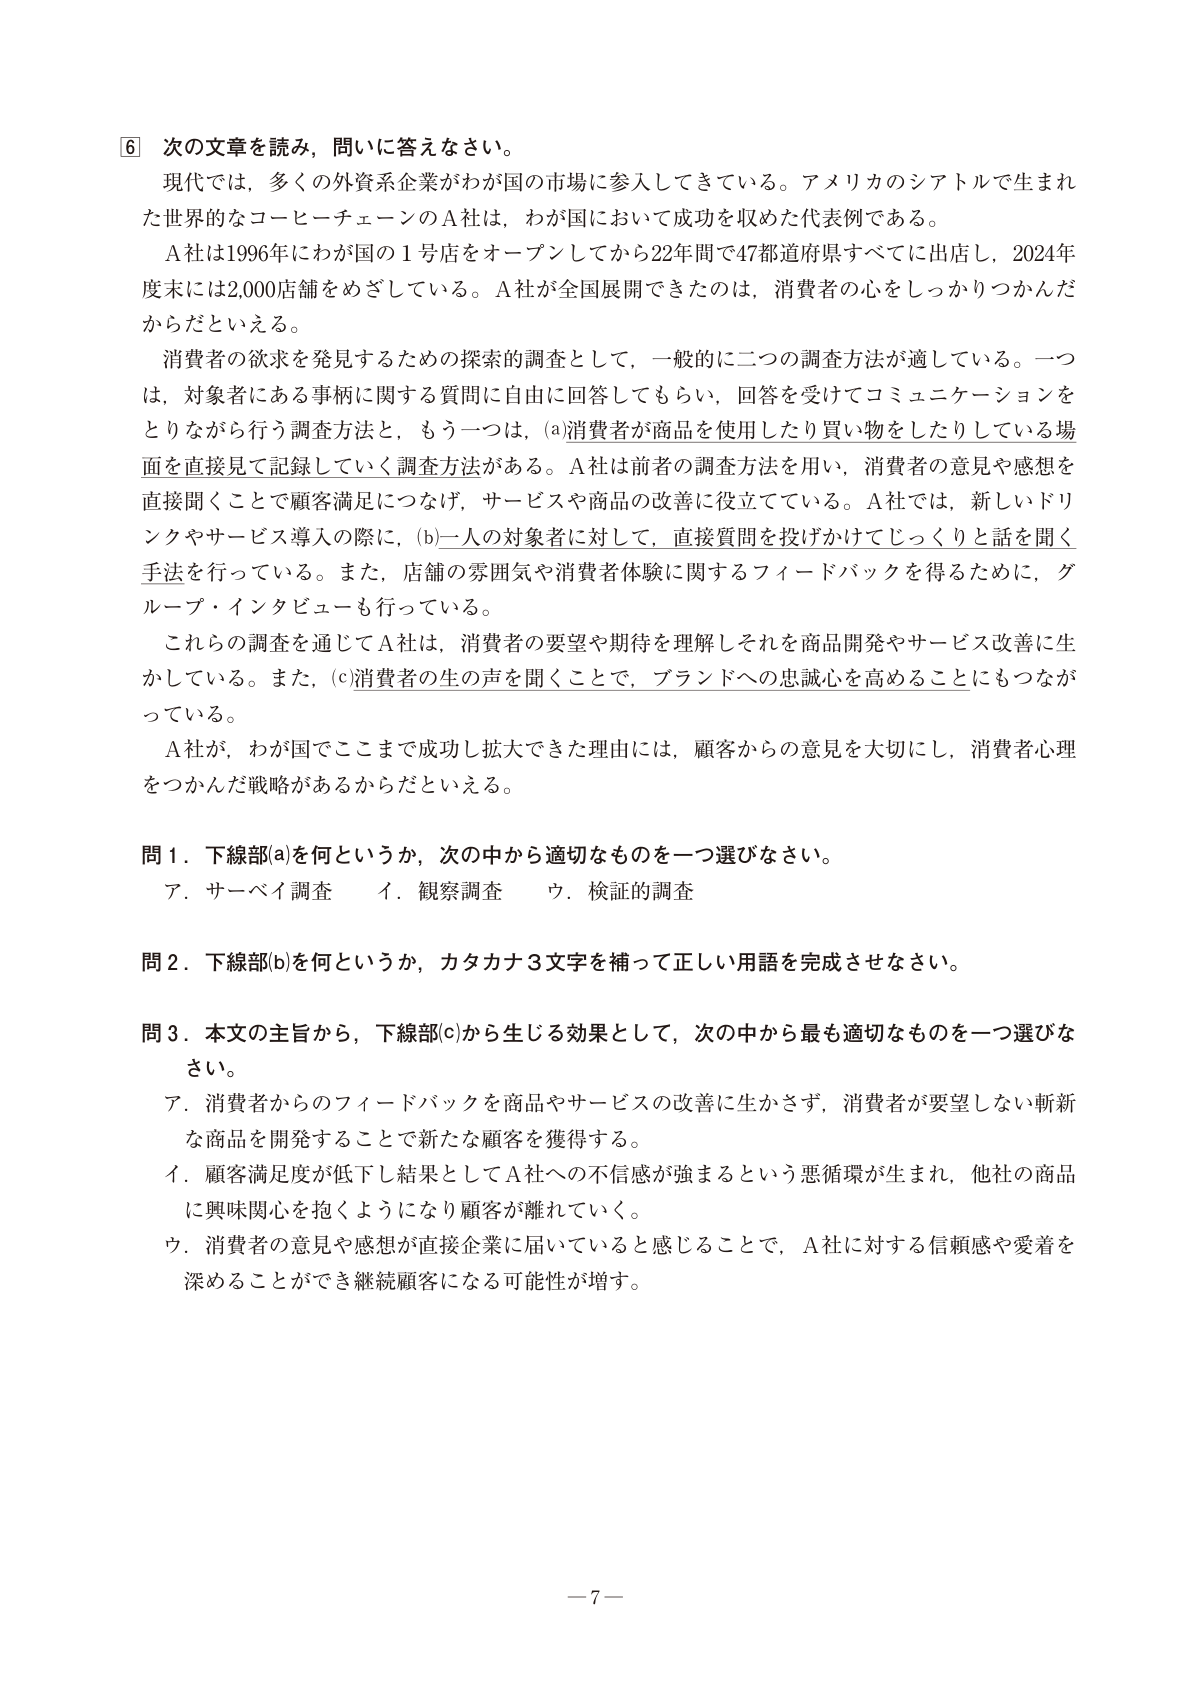 6 次の文章を読み，問いに答えなさい。
現代では，多くの外資系企業がわが国の市場に参入してきている。アメリカのシアトルで生まれ
た世界的なコーヒーチェーンのＡ社は，わが国において成功を収めた代表例である。
Ａ社は1996年にわが国の１号店をオープンしてから22年間で47都道府県すべてに出店し，2024年
度末には2,000店舗をめざしている。Ａ社が全国展開できたのは，消費者の心をしっかりつかんだ
からだといえる。
消費者の欲求を発見するための探索的調査として，一般的に二つの調査方法が適している。一つ
は，対象者にある事柄に関する質問に自由に回答してもらい，回答を受けてコミュニケーションを
とりながら行う調査方法と，もう一つは，(a)消費者が商品を使用したり買い物をしたりしている場
面を直接見て記録していく調査方法がある。Ａ社は前者の調査方法を用い，消費者の意見や感想を
直接聞くことで顧客満足につなげ，サービスや商品の改善に役立てている。Ａ社では，新しいドリ
ンクやサービス導入の際に，(b)一人の対象者に対して，直接質問を投げかけてじっくりと話を聞く
手法を行っている。また，店舗の雰囲気や消費者体験に関するフィードバックを得るために，グ
ループ・インタビューも行っている。
これらの調査を通じてＡ社は，消費者の要望や期待を理解しそれを商品開発やサービス改善に生
かしている。また，(c)消費者の生の声を聞くことで，ブランドへの忠誠心を高めることにもつなが
っている。
Ａ社が，わが国でここまで成功し拡大できた理由には，顧客からの意見を大切にし，消費者心理
をつかんだ戦略があるからだといえる。
問１．下線部(a)を何というか，次の中から適切なものを一つ選びなさい。
ア．サーベイ調査　イ．観察調査　ウ．検証的調査
問２．下線部(b)を何というか，カタカナ３文字を補って正しい用語を完成させなさい。
問３．本文の主旨から，下線部(c)から生じる効果として，次の中から最も適切なものを一つ選びな
さい。
ア．消費者からのフィードバックを商品やサービスの改善に生かさず，消費者が要望しない斬新
な商品を開発することで新たな顧客を獲得する。
イ．顧客満足度が低下し結果としてＡ社への不信感が強まるという悪循環が生まれ，他社の商品
に興味関心を抱くようになり顧客が離れていく。
ウ．消費者の意見や感想が直接企業に届いていると感じることで，Ａ社に対する信頼感や愛着を
深めることができ継続顧客になる可能性が増す。
― 7 ―